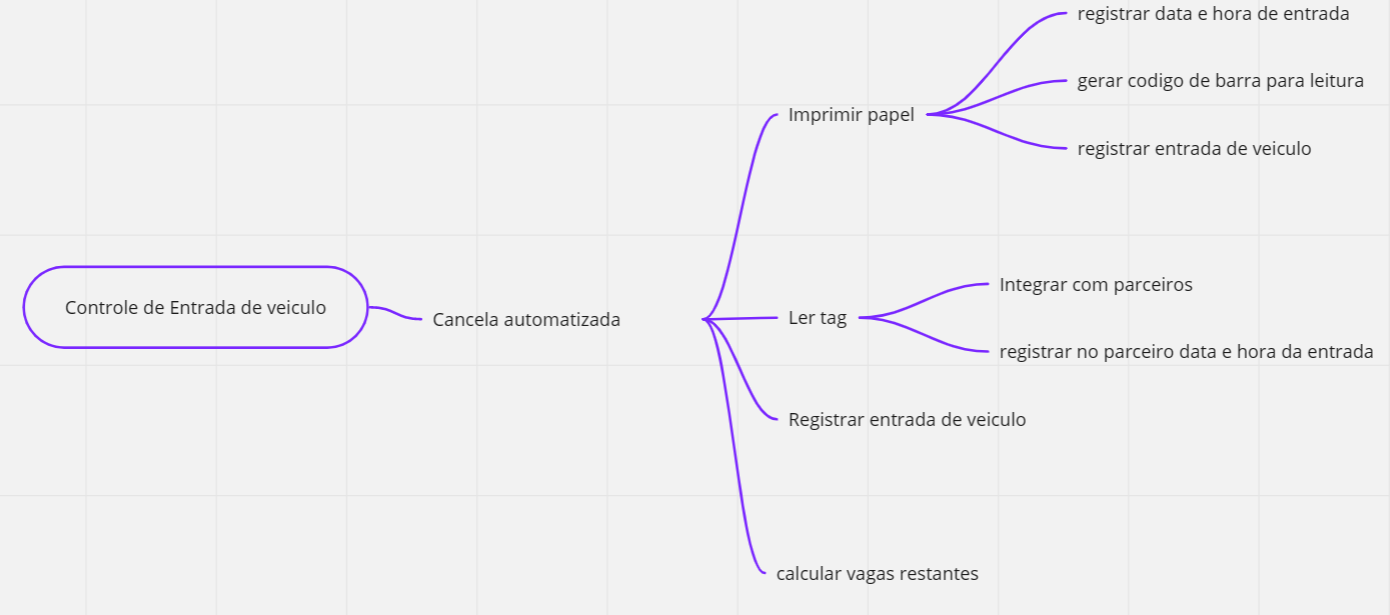 registrar data e hora de entrada
gerar codigo de barra para leitura
Imprimir papel
registrar entrada de veiculo
Integrar com parceiros
Controle de Entrada de veiculo
Cancela automatizada
Ler tag
registrar no parceiro data e hora da entrada
Registrar entrada de veiculo
calcular vagas restantes